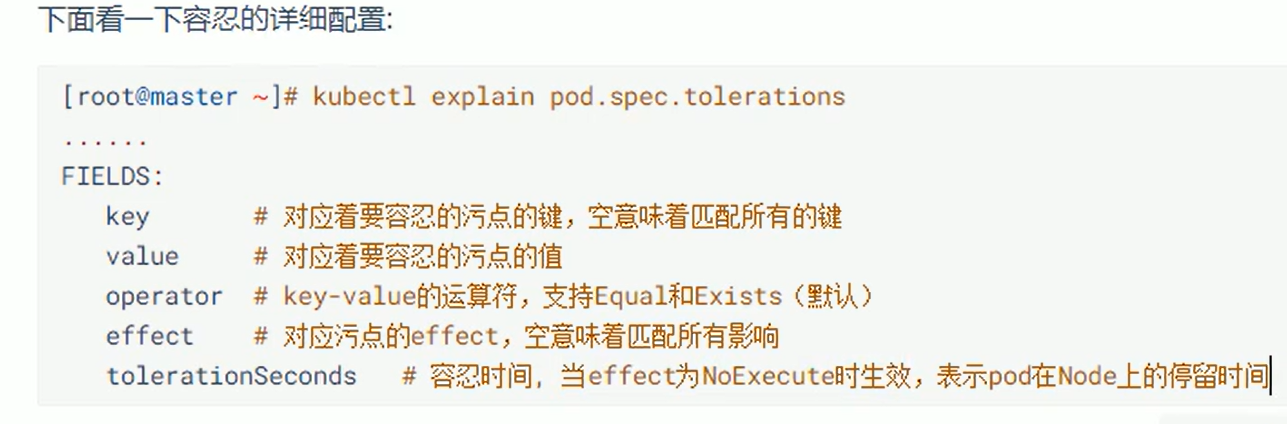 下面看一下容忍的详细配置:
[root@master ~]# kubectl explain pod.spec.tolerations
......
FIELDS:
key # 对应着要容忍的污点的键，空意味着匹配所有的键
value # 对应着要容忍的污点的值
operator # key-value的运算符，支持Equal和Exists（默认）
effect # 对应污点的effect，空意味着匹配所有影响
tolerationSeconds # 容忍时间, 当effect为NoExecute时生效，表示pod在Node上的停留时间